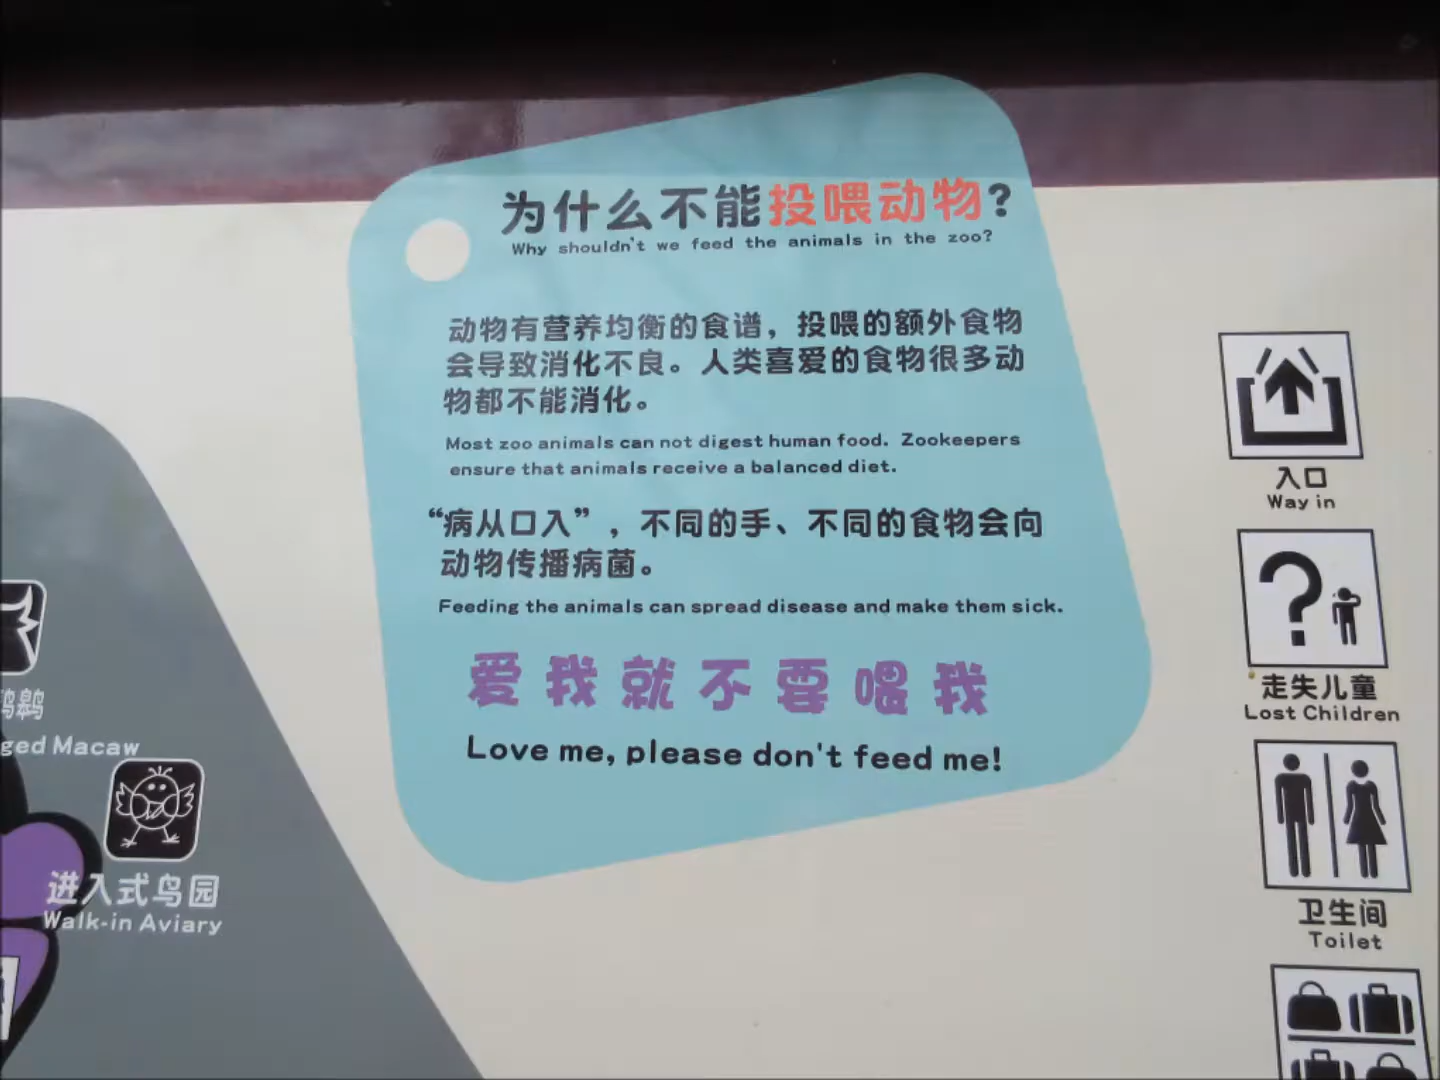 为什么不能投喂动物?
Why shouldn't we feed the animals in the zoo?
动物有营养均衡的食谱，投喂的额外食物
会导致消化不良。人类喜爱的食物很多动
物都不能消化。
Most zoo animals can not digest human food. Zookeepers
ensure that animals receive a balanced diet.
“病从口入”，不同的手、不同的食物会向
动物传播病菌。
Feeding the animals can spread disease and make them sick.
爱我就不要喂我
Love me, please don't feed me!
ged Macaw
进入式鸟园
Walk-in Aviary
入口
Way in
走失儿童
Lost Children
卫生间
Toilet